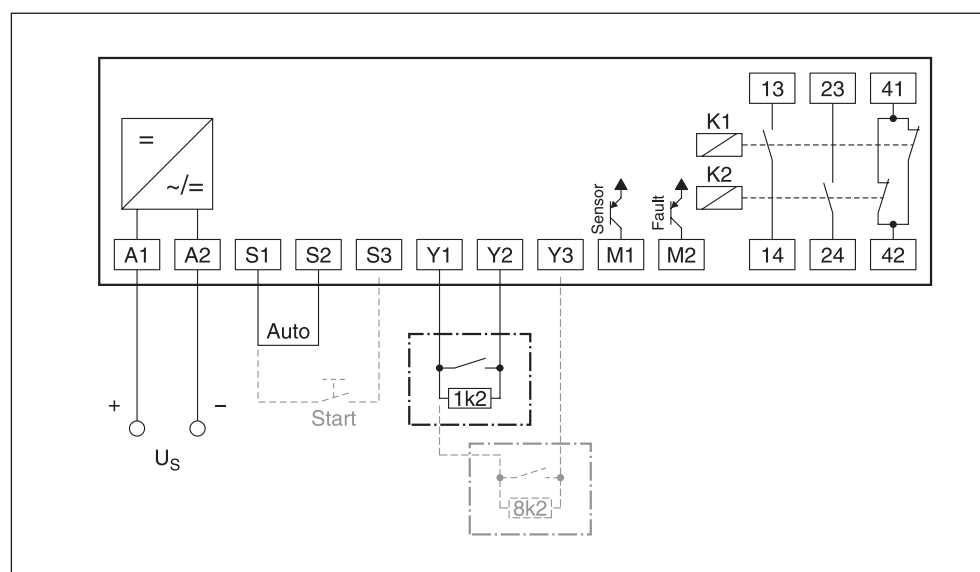 13 23 41
K1
=
~/=
K2
Sensor
Fault
A1 A2 S1 S2 S3 Y1 Y2 Y3 M1 M2 14 24 42
Auto
1k2
+ −
Start
US
8k2